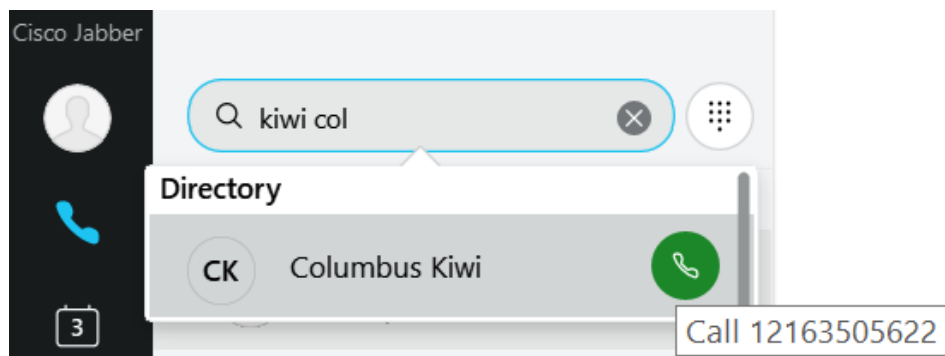 Cisco Jabber
kiwi col
Directory
CK Columbus Kiwi
3
Call 12163505622